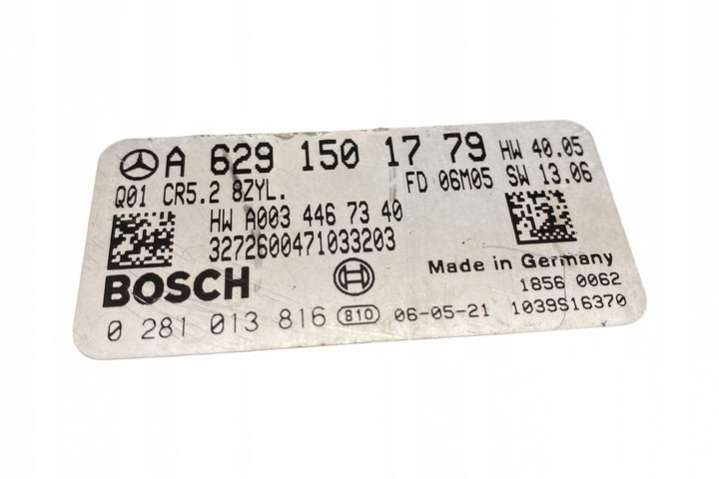 A 629 150 17 79 HW 40.05
Q01 CR5.2 8ZYL. FD 06M05 SW 13.06
HW A003 446 73 40
3272600471033203
BOSCH Made in Germany
1856 0062
0 281 013 816 810 06-05-21 1039S16370